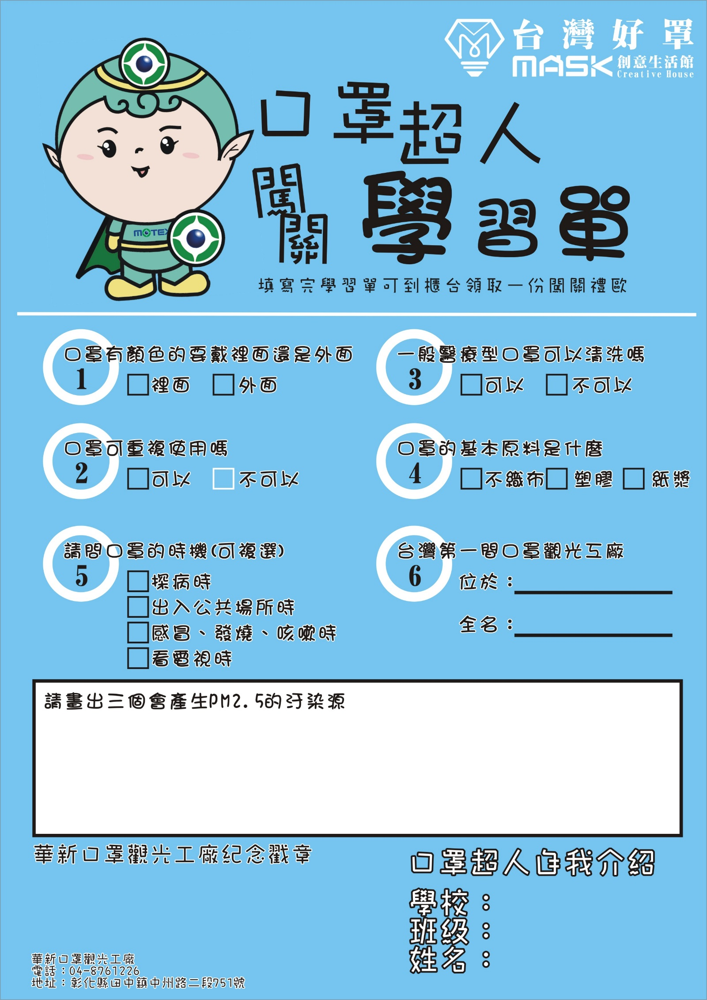 台灣好罩
MASK 創意生活館
Creative House
口罩超人
闖關 學習單
MOTEX
填寫完學習單可到櫃台領取一份闖關禮歐
1 口罩有顏色的要戴裡面還是外面
□裡面 □外面
2 口罩可重複使用嗎
□可以 □不可以
3 一般醫療型口罩可以清洗嗎
□可以 □不可以
4 口罩的基本原料是什麼
□不織布□塑膠 □紙漿
5 請問口罩的時機(可複選)
□探病時
□出入公共場所時
□感冒、發燒、咳嗽時
□看電視時
6 台灣第一間口罩觀光工廠
位於：
全名：
請畫出三個會產生PM2.5的汙染源
華新口罩觀光工廠紀念戳章
口罩超人自我介紹
學校：
班級：
姓名：
華新口罩觀光工廠
電話：04-8761226
地址：彰化縣田中鎮中州路二段751號